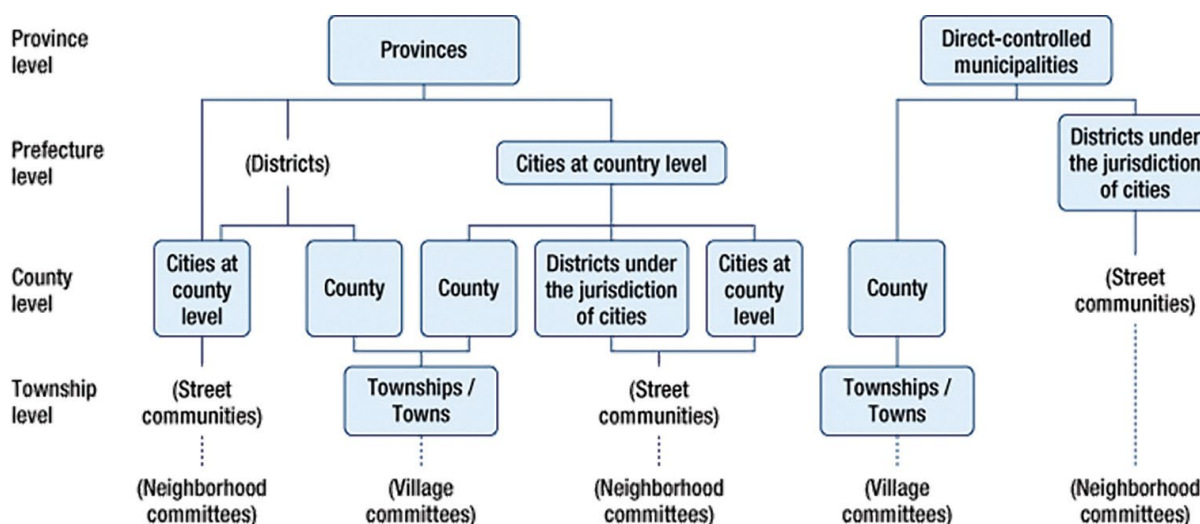 Province
level
Provinces
Direct-controlled
municipalities
Prefecture
level
(Districts)
Cities at country level
Districts under
the jurisdiction
of cities
County
level
Cities at
county
level
County
County
Districts under
the jurisdiction
of cities
Cities at
county
level
County
(Street
communities)
Township
level
(Street
communities)
Townships /
Towns
(Street
communities)
Townships /
Towns
(Neighborhood
committees)
(Village
committees)
(Neighborhood
committees)
(Village
committees)
(Neighborhood
committees)